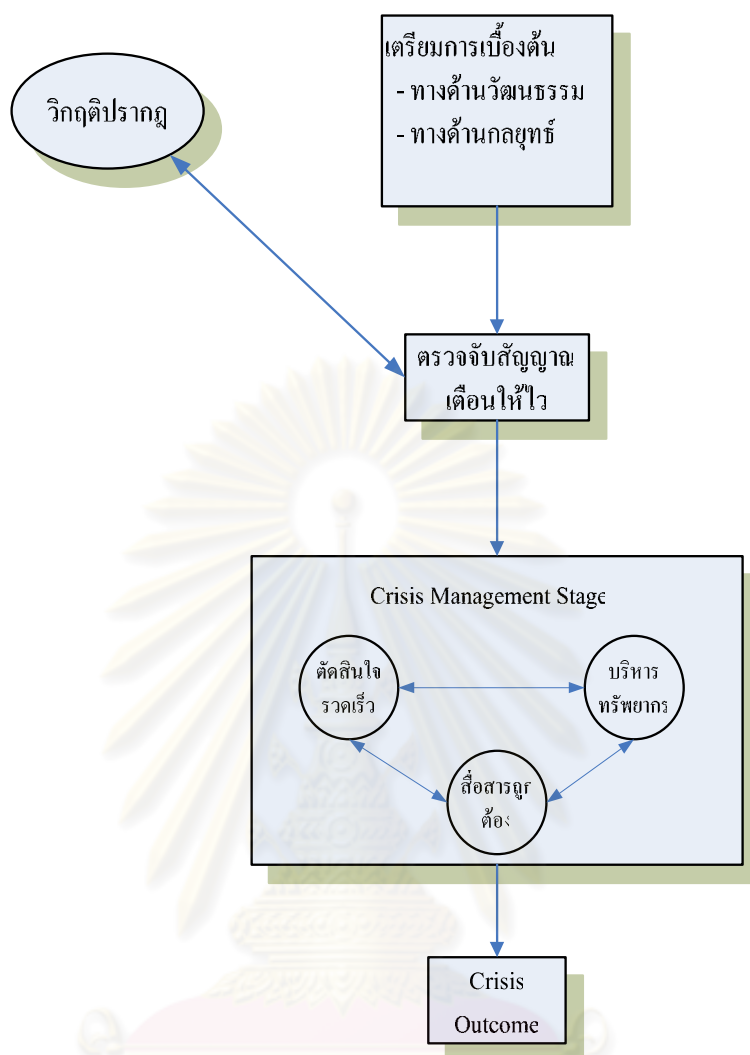 เตรียมการเบื้องต้น
- ทางด้านวัฒนธรรม
- ทางด้านกลยุทธ์
วิกฤติปรากฎ
ตรวจจับสัญญาณ
เตือนให้ไว
Crisis Management Stage
ตัดสินใจ
รวดเร็ว
บริหาร
ทรัพยากร
สื่อสารถูก
ต้อง
Crisis
Outcome